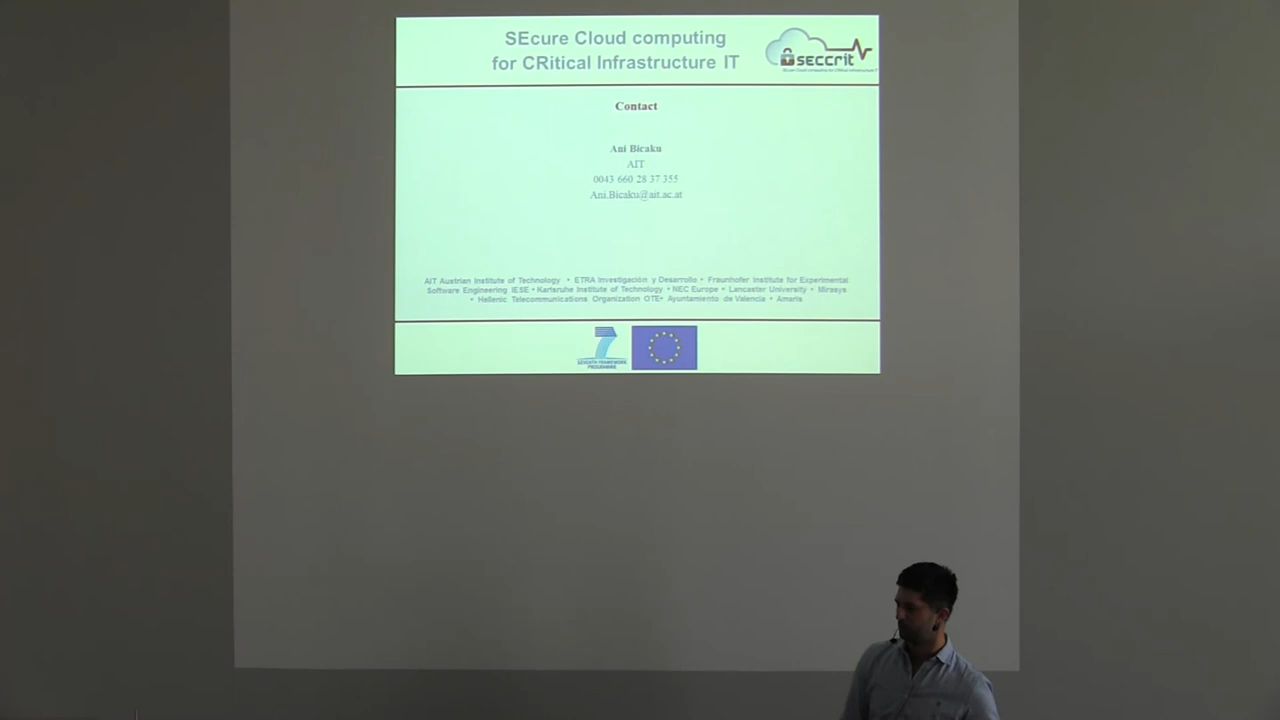 SEcure Cloud computing
for CRitical Infrastructure IT
seccrit
Contact
Ani Bicaku
AIT
0043 660 28 37 355
Ani.Bicaku@ait.ac.at
AIT Austrian Institute of Technology • ETRA Investigación y Desarrollo • Fraunhofer Institute for Experimental
Software Engineering IESE • Karlsruhe Institute of Technology • NEC Europe • Lancaster University • Mirasys
• Hellenic Telecommunications Organization OTE• Ayuntamiento de Valencia • Amaris
SEVENTH FRAMEWORK
PROGRAMME